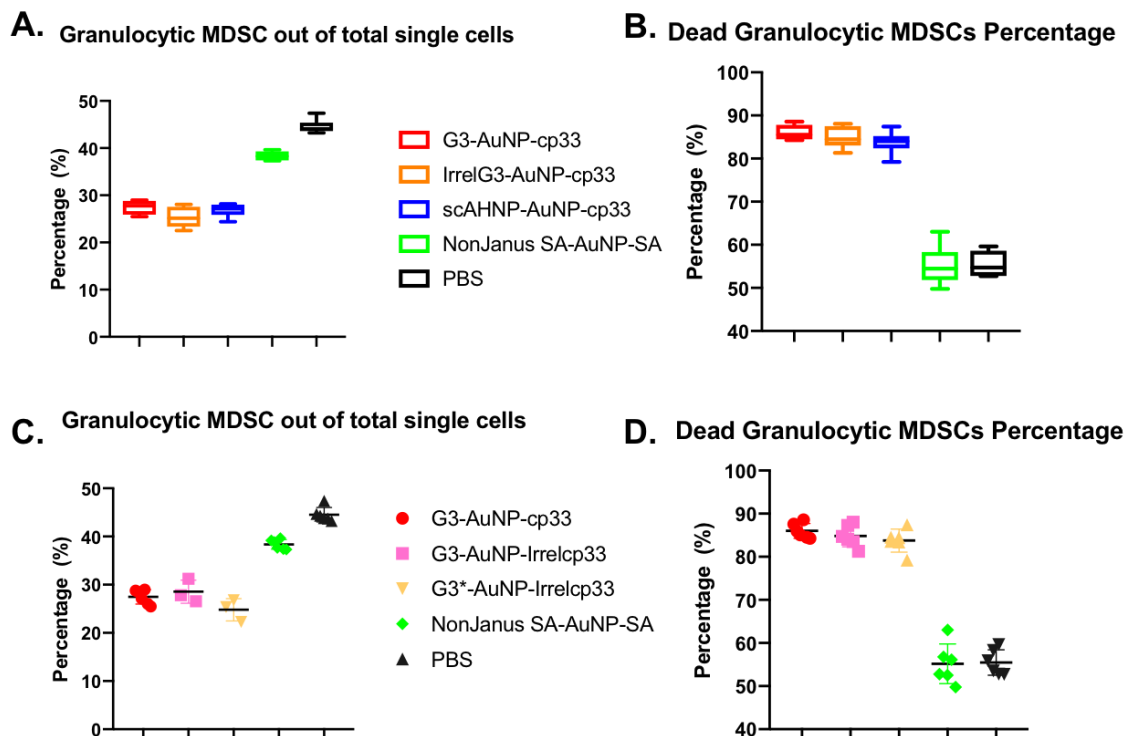 A. Granulocytic MDSC out of total single cells
Percentage (%)
50
40
30
20
10
0
G3-AuNP-cp33
IrrelG3-AuNP-cp33
scAHNP-AuNP-cp33
NonJanus SA-AuNP-SA
PBS
B. Dead Granulocytic MDSCs Percentage
Percentage (%)
100
90
80
70
60
50
40
C. Granulocytic MDSC out of total single cells
Percentage (%)
50
40
30
20
10
0
G3-AuNP-cp33
G3-AuNP-Irrelcp33
G3*-AuNP-Irrelcp33
NonJanus SA-AuNP-SA
PBS
D. Dead Granulocytic MDSCs Percentage
Percentage (%)
100
90
80
70
60
50
40